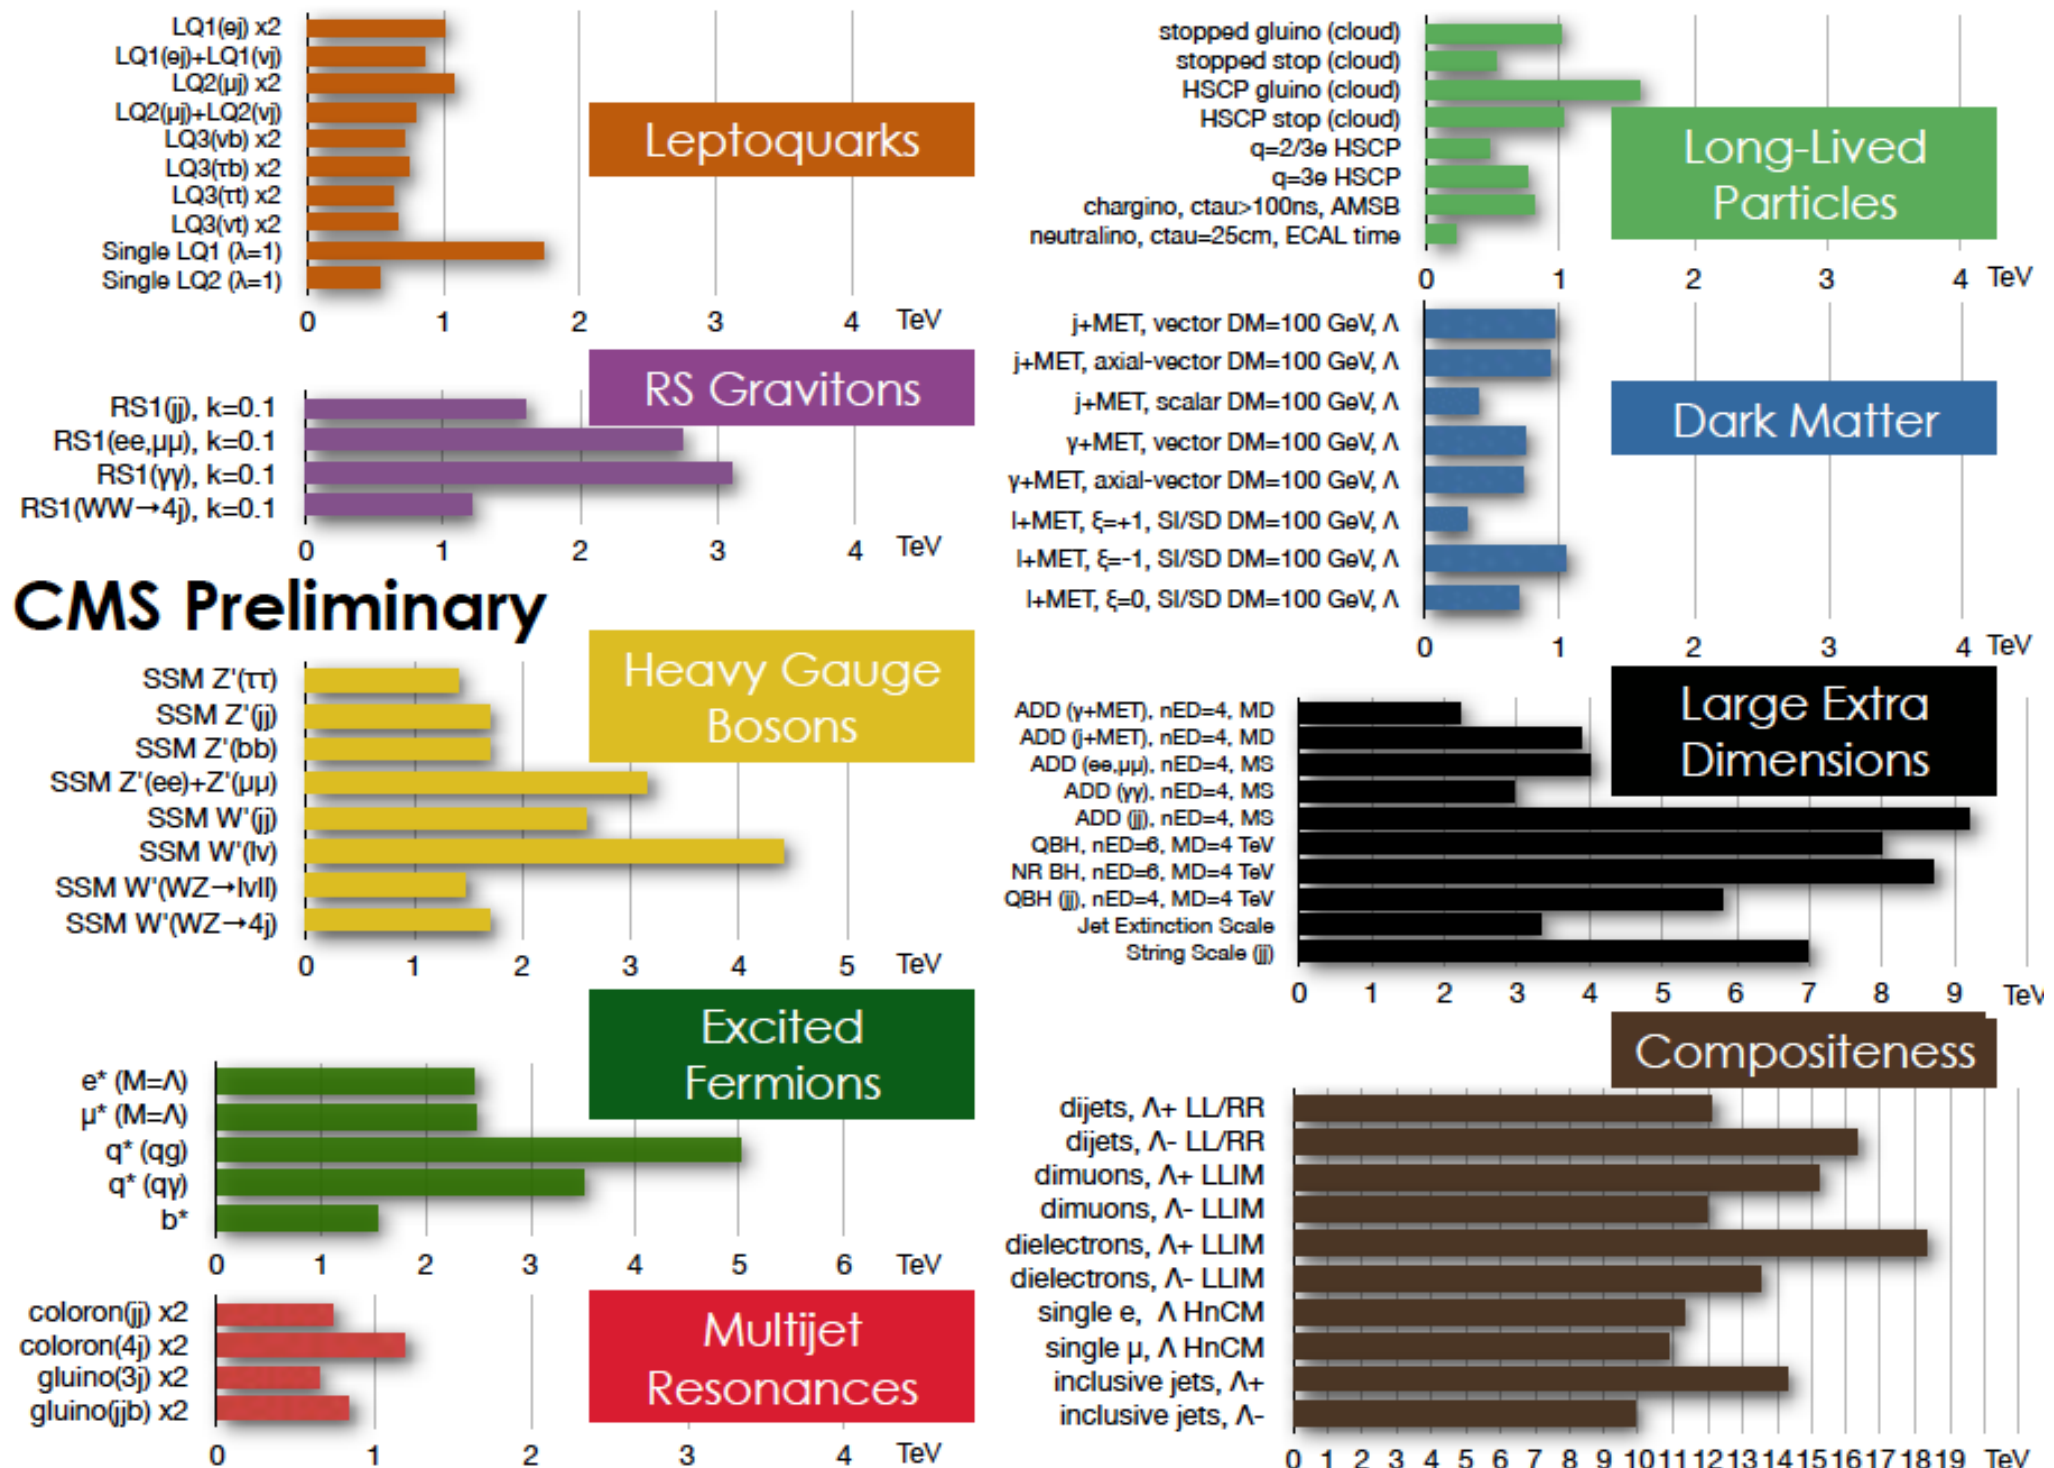 LQ1(ej) x2
LQ1(ej)+LQ1(νj)
LQ2(μj) x2
LQ2(μj)+LQ2(νj)
LQ3(νb) x2
LQ3(τb) x2
LQ3(τt) x2
LQ3(vt) x2
Single LQ1 (λ=1)
Single LQ2 (λ=1)
0 1 2 3 4 TeV
Leptoquarks
RS1(jj), k=0.1
RS1(ee,μμ), k=0.1
RS1(γγ), k=0.1
RS1(WW→4j), k=0.1
0 1 2 3 4 TeV
RS Gravitons
CMS Preliminary
SSM Z'(ττ)
SSM Z'(jj)
SSM Z'(bb)
SSM Z'(ee)+Z'(μμ)
SSM W'(jj)
SSM W'(lv)
SSM W'(WZ→lvll)
SSM W'(WZ→4j)
0 1 2 3 4 5 TeV
Heavy Gauge
Bosons
e* (M=Λ)
μ* (M=Λ)
q* (qg)
q* (qγ)
b*
0 1 2 3 4 5 6 TeV
Excited
Fermions
coloron(jj) x2
coloron(4j) x2
gluino(3j) x2
gluino(jjb) x2
0 1 2 3 4 TeV
Multijet
Resonances
stopped gluino (cloud)
stopped stop (cloud)
HSCP gluino (cloud)
HSCP stop (cloud)
q=2/3e HSCP
q=3e HSCP
chargino, ctau>100ns, AMSB
neutralino, ctau=25cm, ECAL time
0 1 2 3 4 TeV
Long-Lived
Particles
j+MET, vector DM=100 GeV, Λ
j+MET, axial-vector DM=100 GeV, Λ
j+MET, scalar DM=100 GeV, Λ
γ+MET, vector DM=100 GeV, Λ
γ+MET, axial-vector DM=100 GeV, Λ
l+MET, ξ=+1, SI/SD DM=100 GeV, Λ
l+MET, ξ=-1, SI/SD DM=100 GeV, Λ
l+MET, ξ=0, SI/SD DM=100 GeV, Λ
0 1 2 3 4 TeV
Dark Matter
ADD (γ+MET), nED=4, MD
ADD (j+MET), nED=4, MD
ADD (ee,μμ), nED=4, MS
ADD (γγ), nED=4, MS
ADD (jj), nED=4, MS
QBH, nED=6, MD=4 TeV
NR BH, nED=6, MD=4 TeV
QBH (jj), nED=4, MD=4 TeV
Jet Extinction Scale
String Scale (jj)
0 1 2 3 4 5 6 7 8 9 TeV
Large Extra
Dimensions
dijets, Λ+ LL/RR
dijets, Λ- LL/RR
dimuons, Λ+ LLIM
dimuons, Λ- LLIM
dielectrons, Λ+ LLIM
dielectrons, Λ- LLIM
single e, Λ HnCM
single μ, Λ HnCM
inclusive jets, Λ+
inclusive jets, Λ-
0 1 2 3 4 5 6 7 8 9 10 11 12 13 14 15 16 17 18 19 TeV
Compositeness